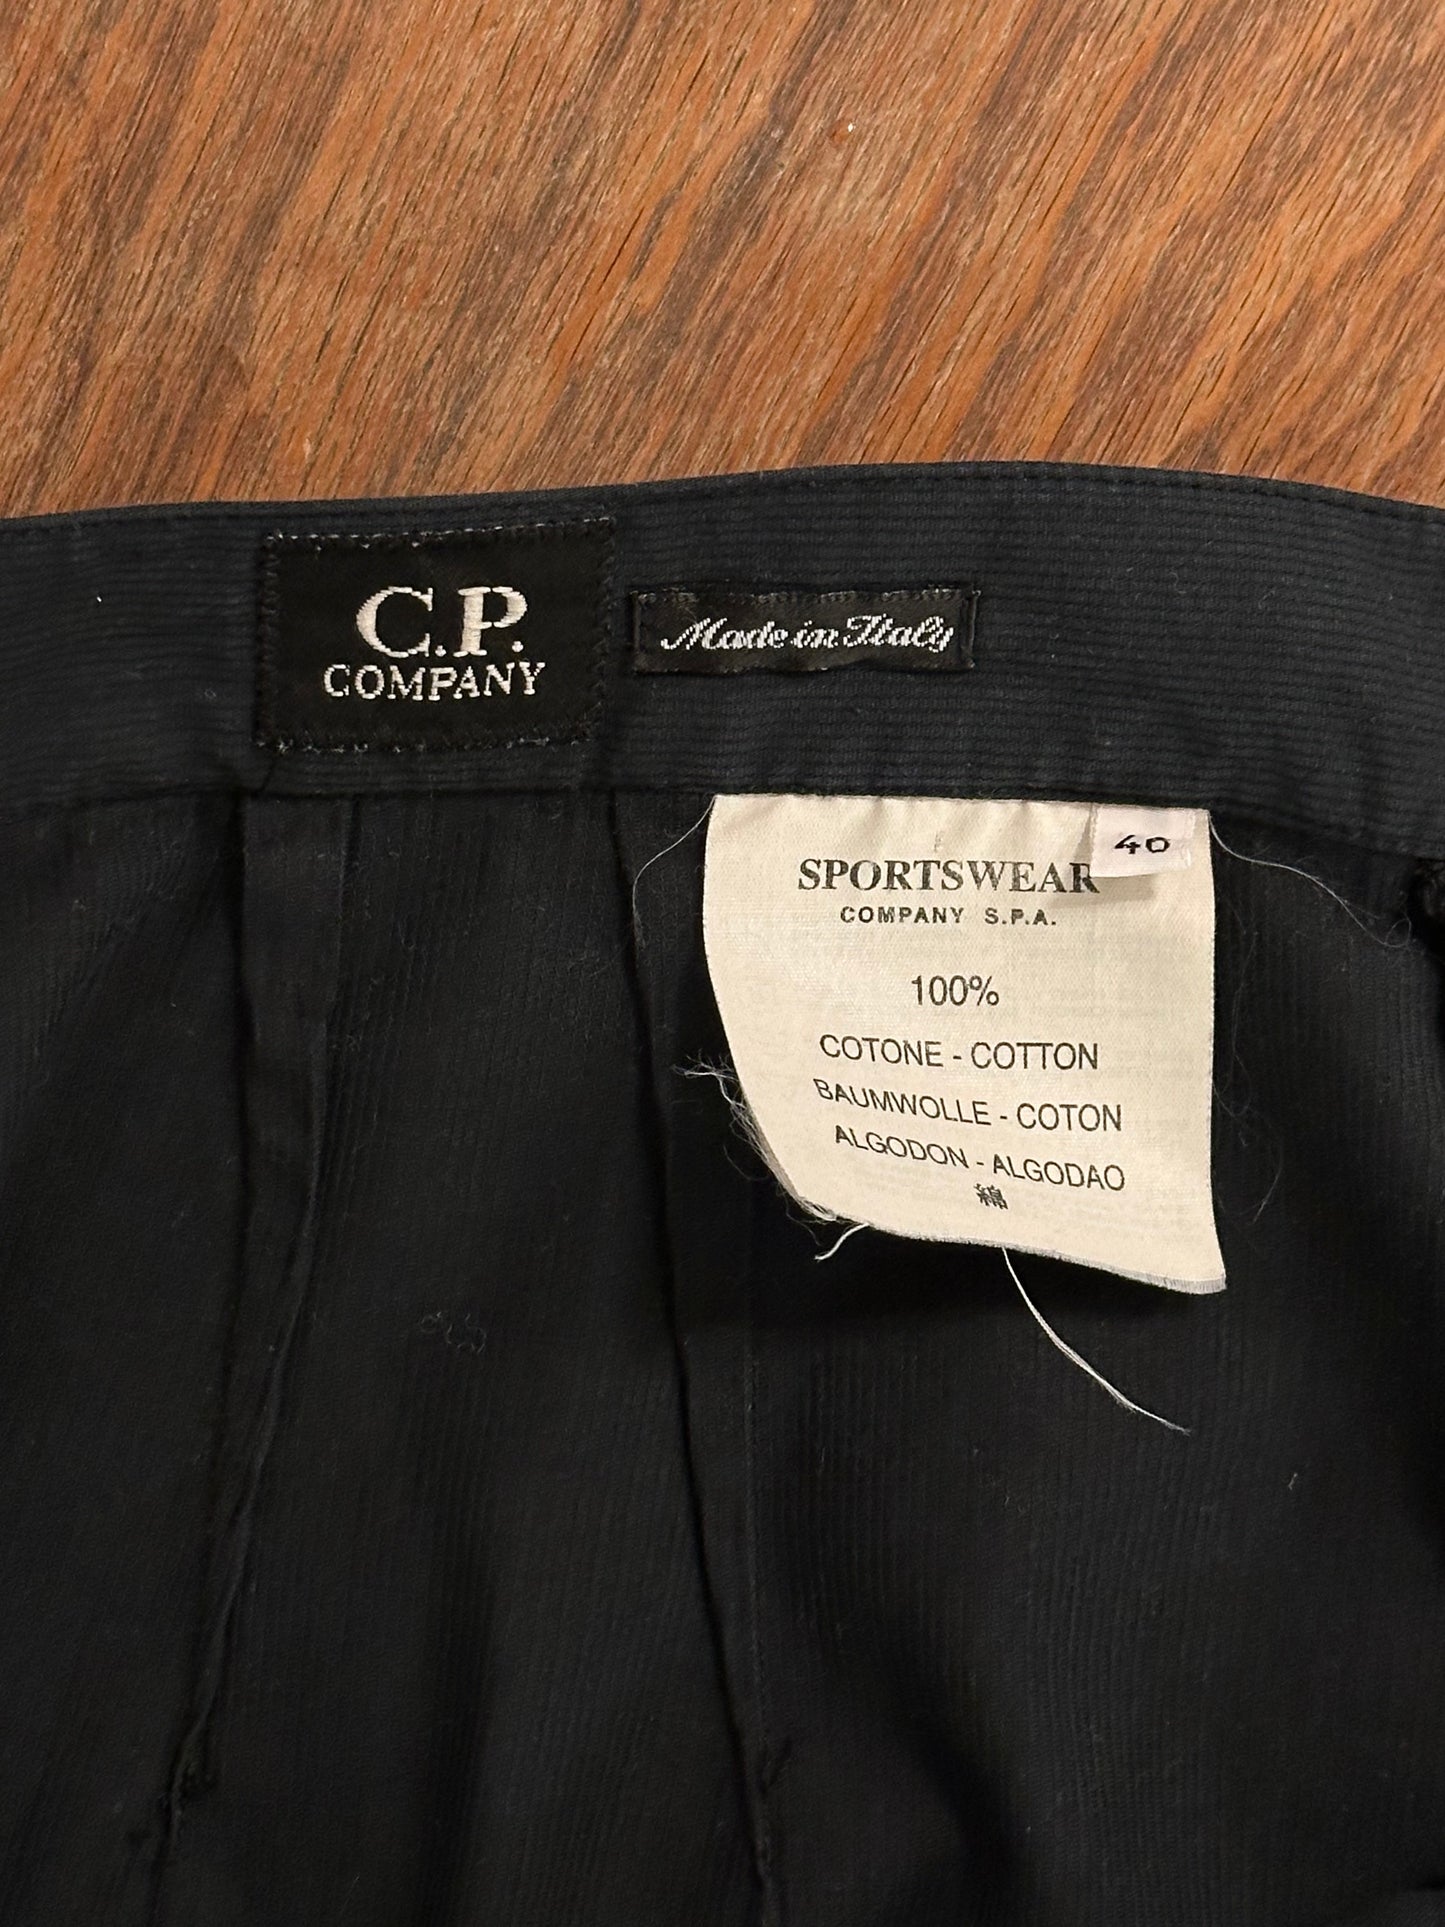 C.P.
COMPANY
Made in Italy
40
SPORTSWEAR
COMPANY S.P.A.
100%
COTONE - COTTON
BAUMWOLLE - COTON
ALGODON - ALGODAO
綿